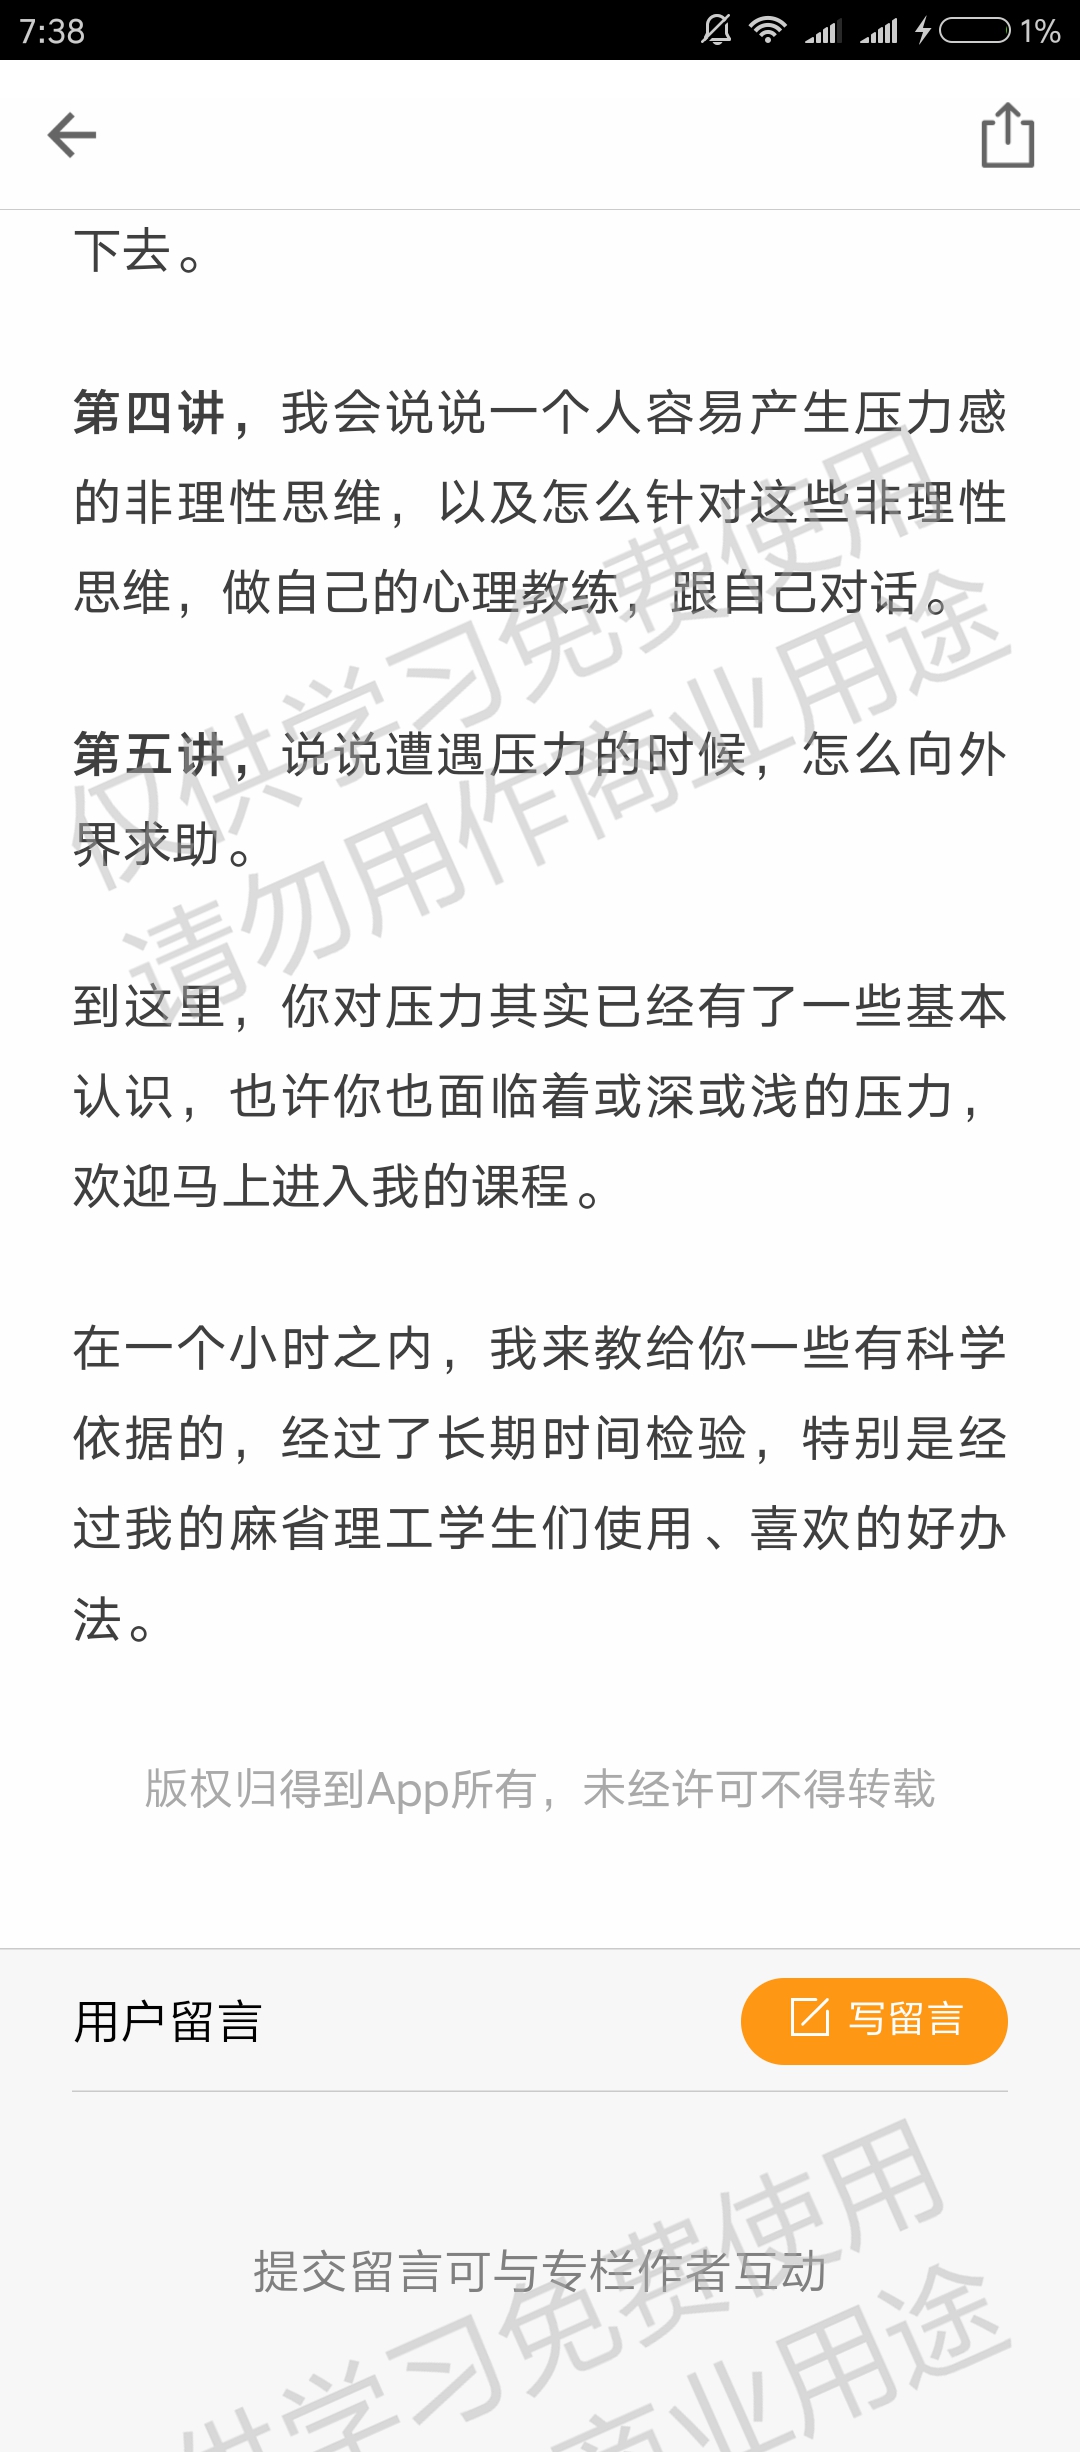 7:38
1%
下去。
第四讲，我会说说一个人容易产生压力感
的非理性思维，以及怎么针对这些非理性
思维，做自己的心理教练，跟自己对话。
第五讲，说说遭遇压力的时候，怎么向外
界求助。
仅供学习免费使用
请勿用作商业用途
到这里，你对压力其实已经有了一些基本
认识，也许你也面临着或深或浅的压力，
欢迎马上进入我的课程。
在一个小时之内，我来教给你一些有科学
依据的，经过了长期时间检验，特别是经
过我的麻省理工学生们使用、喜欢的好办
法。
版权归得到App所有，未经许可不得转载
用户留言
写留言
提交留言可与专栏作者互动
供学习免费使用
商业用途